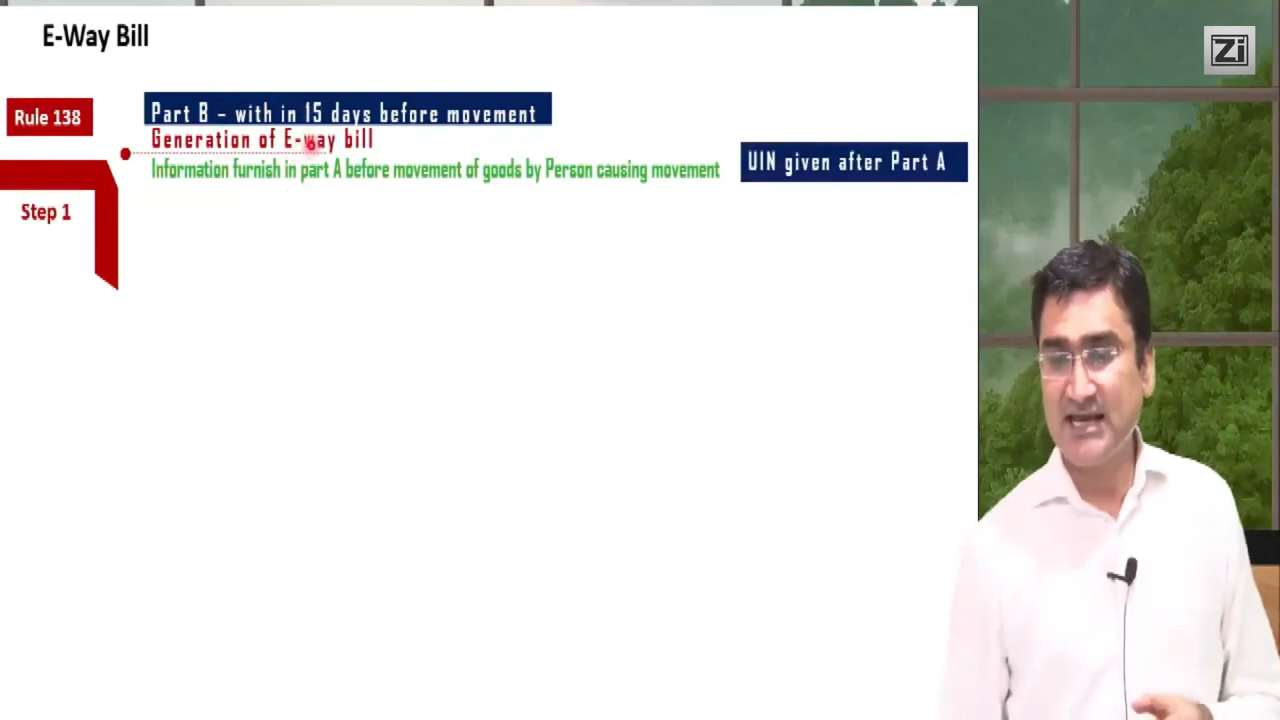 E-Way Bill
Rule 138
Part B – with in 15 days before movement
Generation of E-way bill
Information furnish in part A before movement of goods by Person causing movement
UIN given after Part A
Step 1
Zi